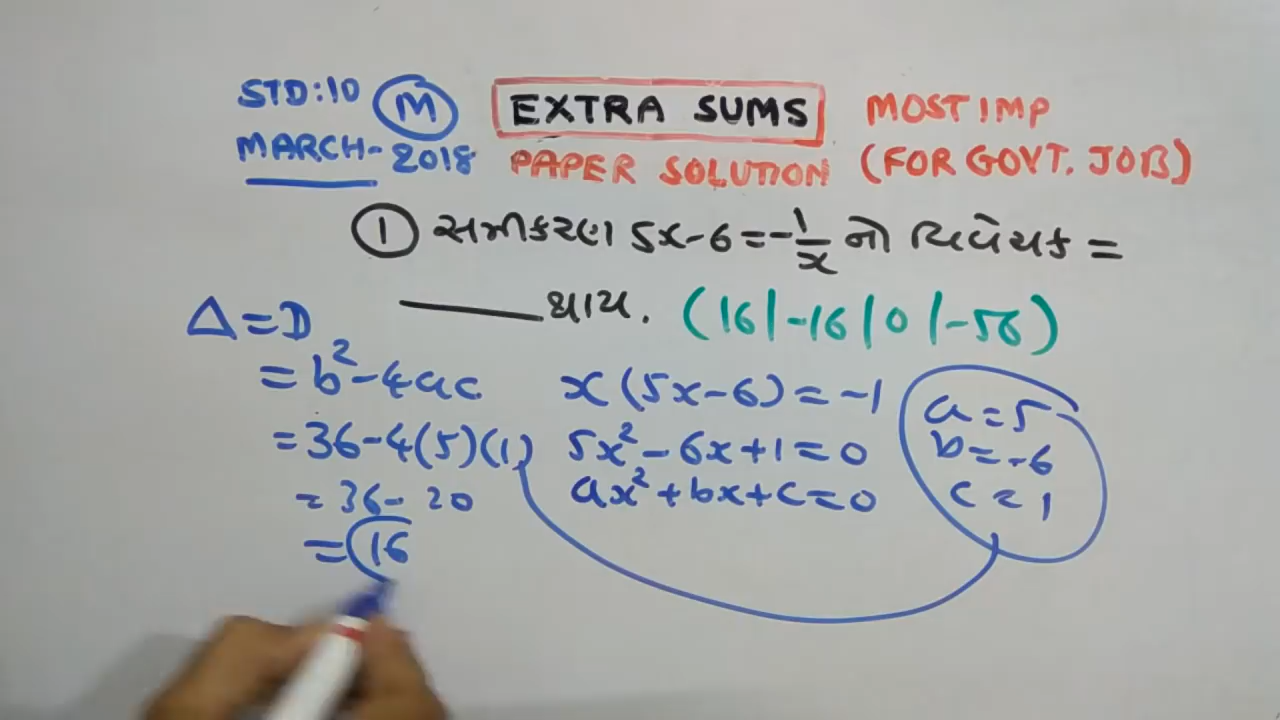 STD:10 M EXTRA SUMS MOST IMP
MARCH-2018 PAPER SOLUTION (FOR GOVT. JOB)
① સમીકરણ 5x-6=-1/x નો વિવેચક =
______ થાય. (16/-16/0/-56)
Δ=D
=b²-4ac
=36-4(5)(1)
=36-20
=16
x(5x-6)=-1
5x²-6x+1=0
ax²+bx+c=0
a=5
b=-6
c=1